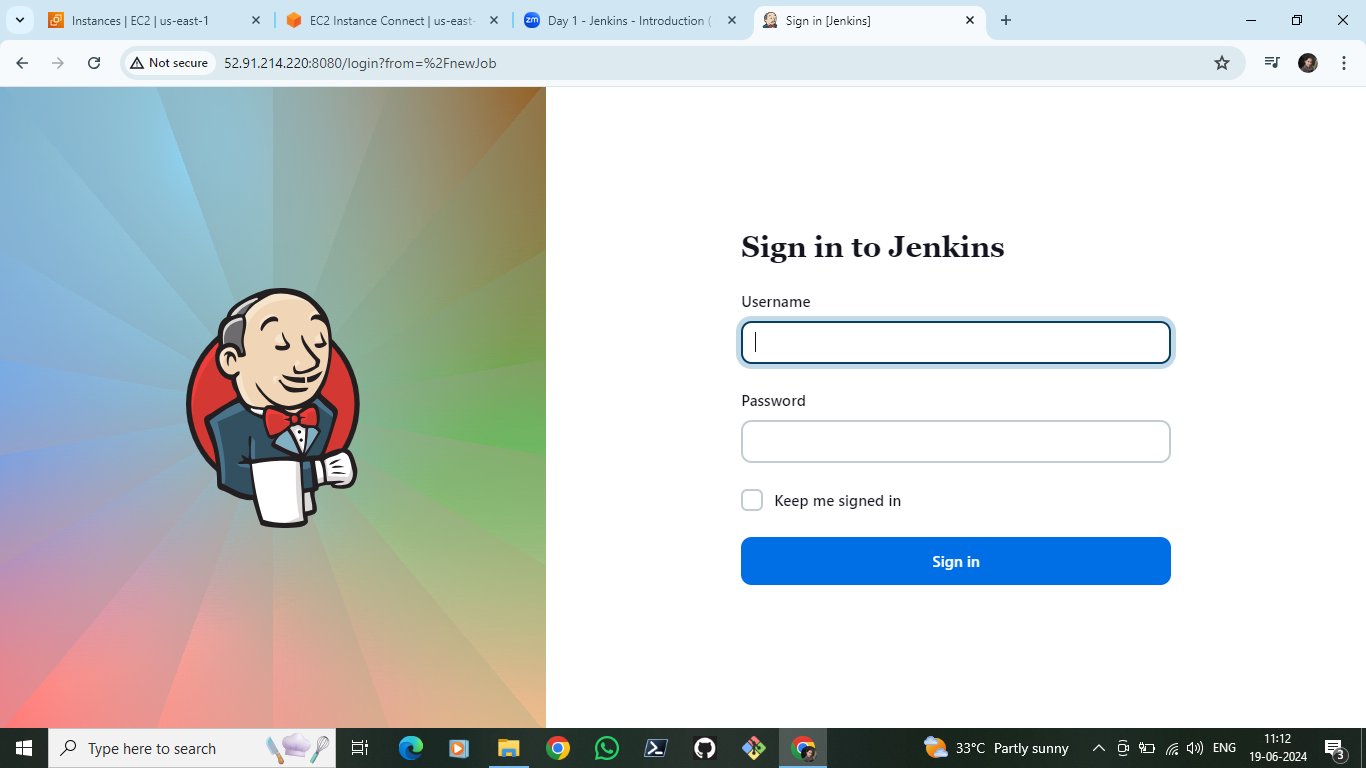 Instances | EC2 | us-east-1
EC2 Instance Connect | us-east-
zm
Day 1 - Jenkins - Introduction (
Sign in [Jenkins]
Not secure
52.91.214.220:8080/login?from=%2FnewJob
Sign in to Jenkins
Username
Password
Keep me signed in
Sign in
Type here to search
33°C Partly sunny
ENG
11:12
19-06-2024
3